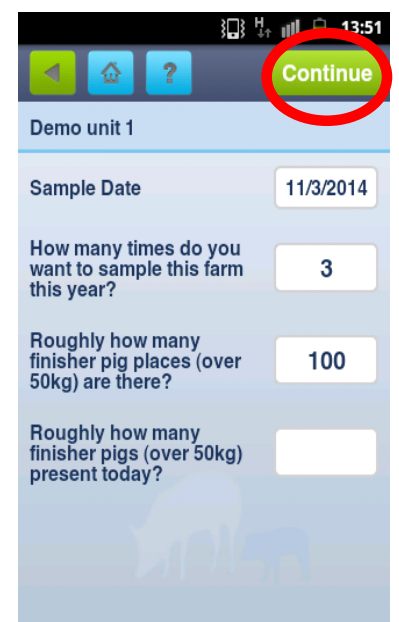 H 13:51
? Continue
Demo unit 1
Sample Date 11/3/2014
How many times do you
want to sample this farm 3
this year?
Roughly how many
finisher pig places (over 100
50kg) are there?
Roughly how many
finisher pigs (over 50kg)
present today?